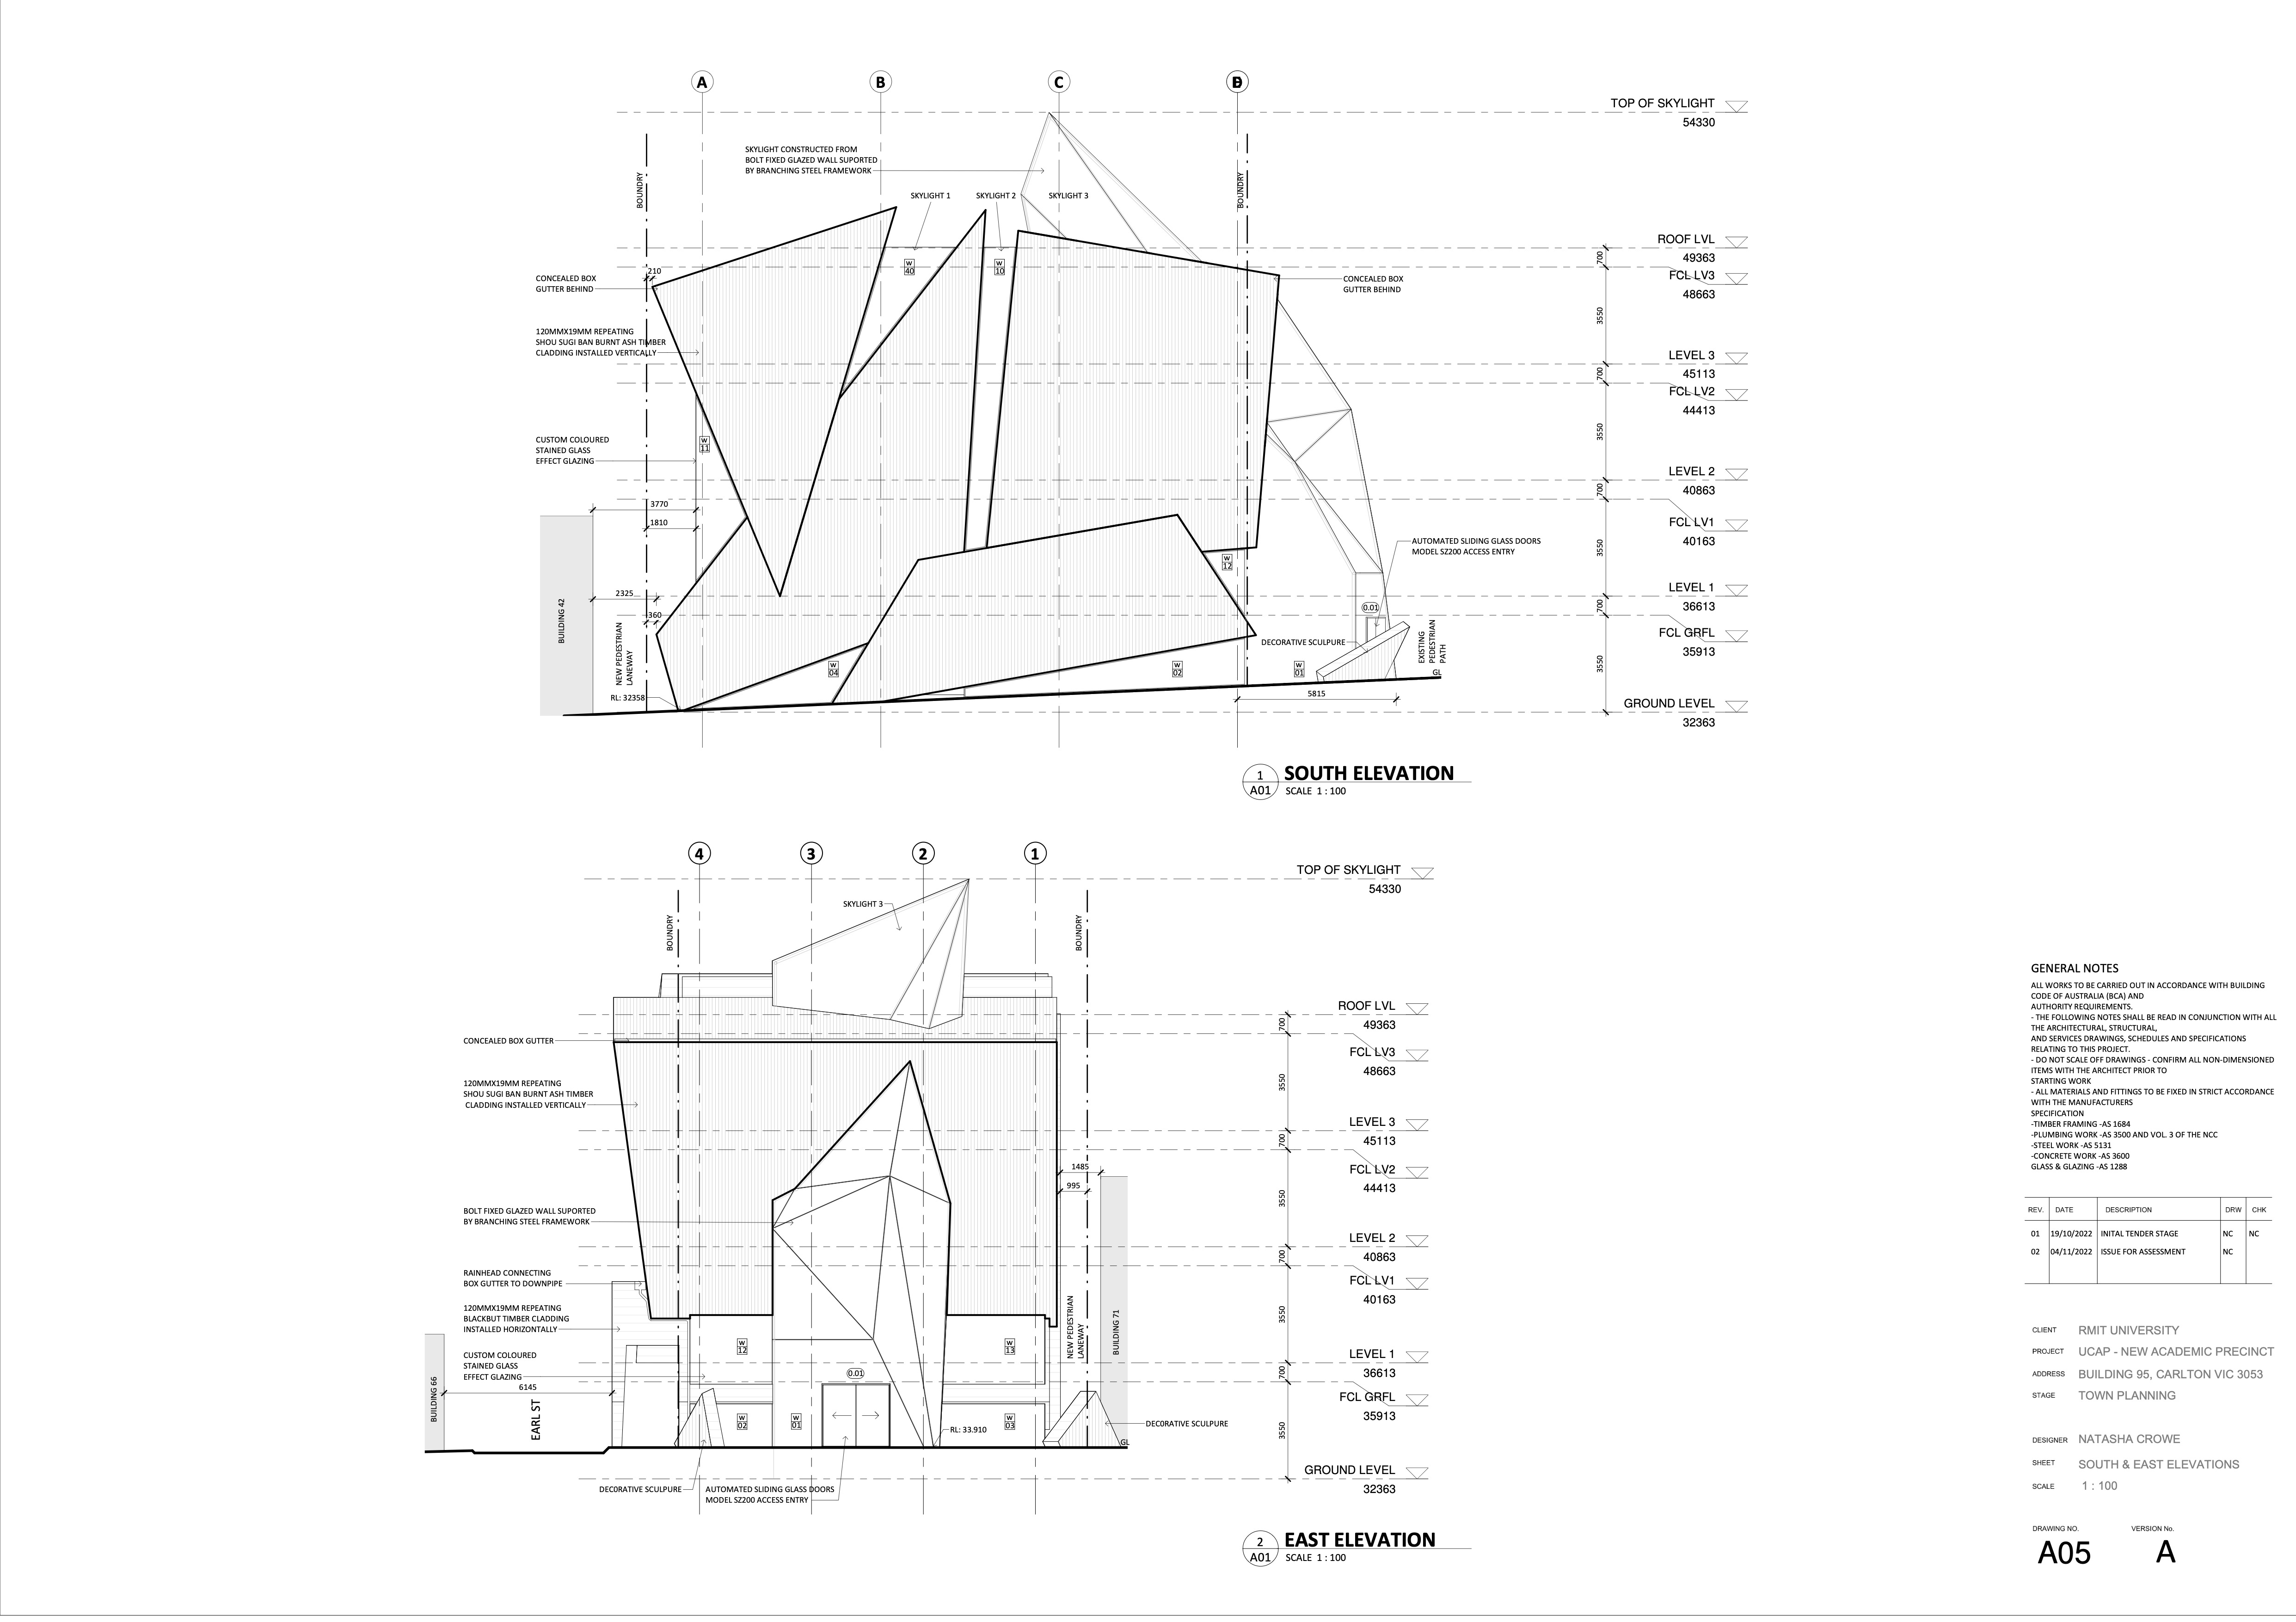 A
B
C
D
TOP OF SKYLIGHT
54330
SKYLIGHT CONSTRUCTED FROM
BOLT FIXED GLAZED WALL SUPORTED
BY BRANCHING STEEL FRAMEWORK
BOUNDRY
BOUNDRY
SKYLIGHT 1
SKYLIGHT 2
SKYLIGHT 3
ROOF LVL
49363
700
W
40
W
10
210
CONCEALED BOX
GUTTER BEHIND
CONCEALED BOX
GUTTER BEHIND
FCL LV3
48663
3550
120MMX19MM REPEATING
SHOU SUGI BAN BURNT ASH TIMBER
CLADDING INSTALLED VERTICALLY
LEVEL 3
45113
700
FCL LV2
44413
3550
CUSTOM COLOURED
STAINED GLASS
EFFECT GLAZING
W
11
LEVEL 2
40863
700
3770
1810
FCL LV1
40163
3550
AUTOMATED SLIDING GLASS DOORS
MODEL SZ200 ACCESS ENTRY
W
12
2325
360
LEVEL 1
36613
700
0.01
BUILDING 42
NEW PEDESTRIAN
LANEWAY
DECORATIVE SCULPURE
EXISTING
PEDESTRIAN
PATH
FCL GRFL
35913
3550
W
04
W
02
W
01
GL
RL: 32358
5815
GROUND LEVEL
32363
1
A01
SOUTH ELEVATION
SCALE 1 : 100
4
3
2
1
TOP OF SKYLIGHT
54330
SKYLIGHT 3
BOUNDRY
BOUNDRY
ROOF LVL
49363
700
CONCEALED BOX GUTTER
FCL LV3
48663
3550
120MMX19MM REPEATING
SHOU SUGI BAN BURNT ASH TIMBER
CLADDING INSTALLED VERTICALLY
LEVEL 3
45113
700
1485
995
FCL LV2
44413
3550
BOLT FIXED GLAZED WALL SUPORTED
BY BRANCHING STEEL FRAMEWORK
LEVEL 2
40863
700
RAINHEAD CONNECTING
BOX GUTTER TO DOWNPIPE
FCL LV1
40163
3550
120MMX19MM REPEATING
BLACKBUT TIMBER CLADDING
INSTALLED HORIZONTALLY
NEW PEDESTRIAN
LANEWAY
BUILDING 71
W
12
W
13
CUSTOM COLOURED
STAINED GLASS
EFFECT GLAZING
LEVEL 1
36613
700
0.01
6145
BUILDING 66
EARL ST
FCL GRFL
35913
3550
W
02
W
01
W
03
RL: 33.910
DECORATIVE SCULPURE
GL
GROUND LEVEL
32363
DECORATIVE SCULPURE
AUTOMATED SLIDING GLASS DOORS
MODEL SZ200 ACCESS ENTRY
2
A01
EAST ELEVATION
SCALE 1 : 100
GENERAL NOTES
ALL WORKS TO BE CARRIED OUT IN ACCORDANCE WITH BUILDING
CODE OF AUSTRALIA (BCA) AND
AUTHORITY REQUIREMENTS.
- THE FOLLOWING NOTES SHALL BE READ IN CONJUNCTION WITH ALL
THE ARCHITECTURAL, STRUCTURAL,
AND SERVICES DRAWINGS, SCHEDULES AND SPECIFICATIONS
RELATING TO THIS PROJECT.
- DO NOT SCALE OFF DRAWINGS - CONFIRM ALL NON-DIMENSIONED
ITEMS WITH THE ARCHITECT PRIOR TO
STARTING WORK
- ALL MATERIALS AND FITTINGS TO BE FIXED IN STRICT ACCORDANCE
WITH THE MANUFACTURERS
SPECIFICATION
-TIMBER FRAMING -AS 1684
-PLUMBING WORK -AS 3500 AND VOL. 3 OF THE NCC
-STEEL WORK -AS 5131
-CONCRETE WORK -AS 3600
GLASS & GLAZING -AS 1288
REV. DATE DESCRIPTION DRW CHK
01 19/10/2022 INITAL TENDER STAGE NC NC
02 04/11/2022 ISSUE FOR ASSESSMENT NC
CLIENT RMIT UNIVERSITY
PROJECT UCAP - NEW ACADEMIC PRECINCT
ADDRESS BUILDING 95, CARLTON VIC 3053
STAGE TOWN PLANNING
DESIGNER NATASHA CROWE
SHEET SOUTH & EAST ELEVATIONS
SCALE 1 : 100
DRAWING NO. VERSION No.
A05 A